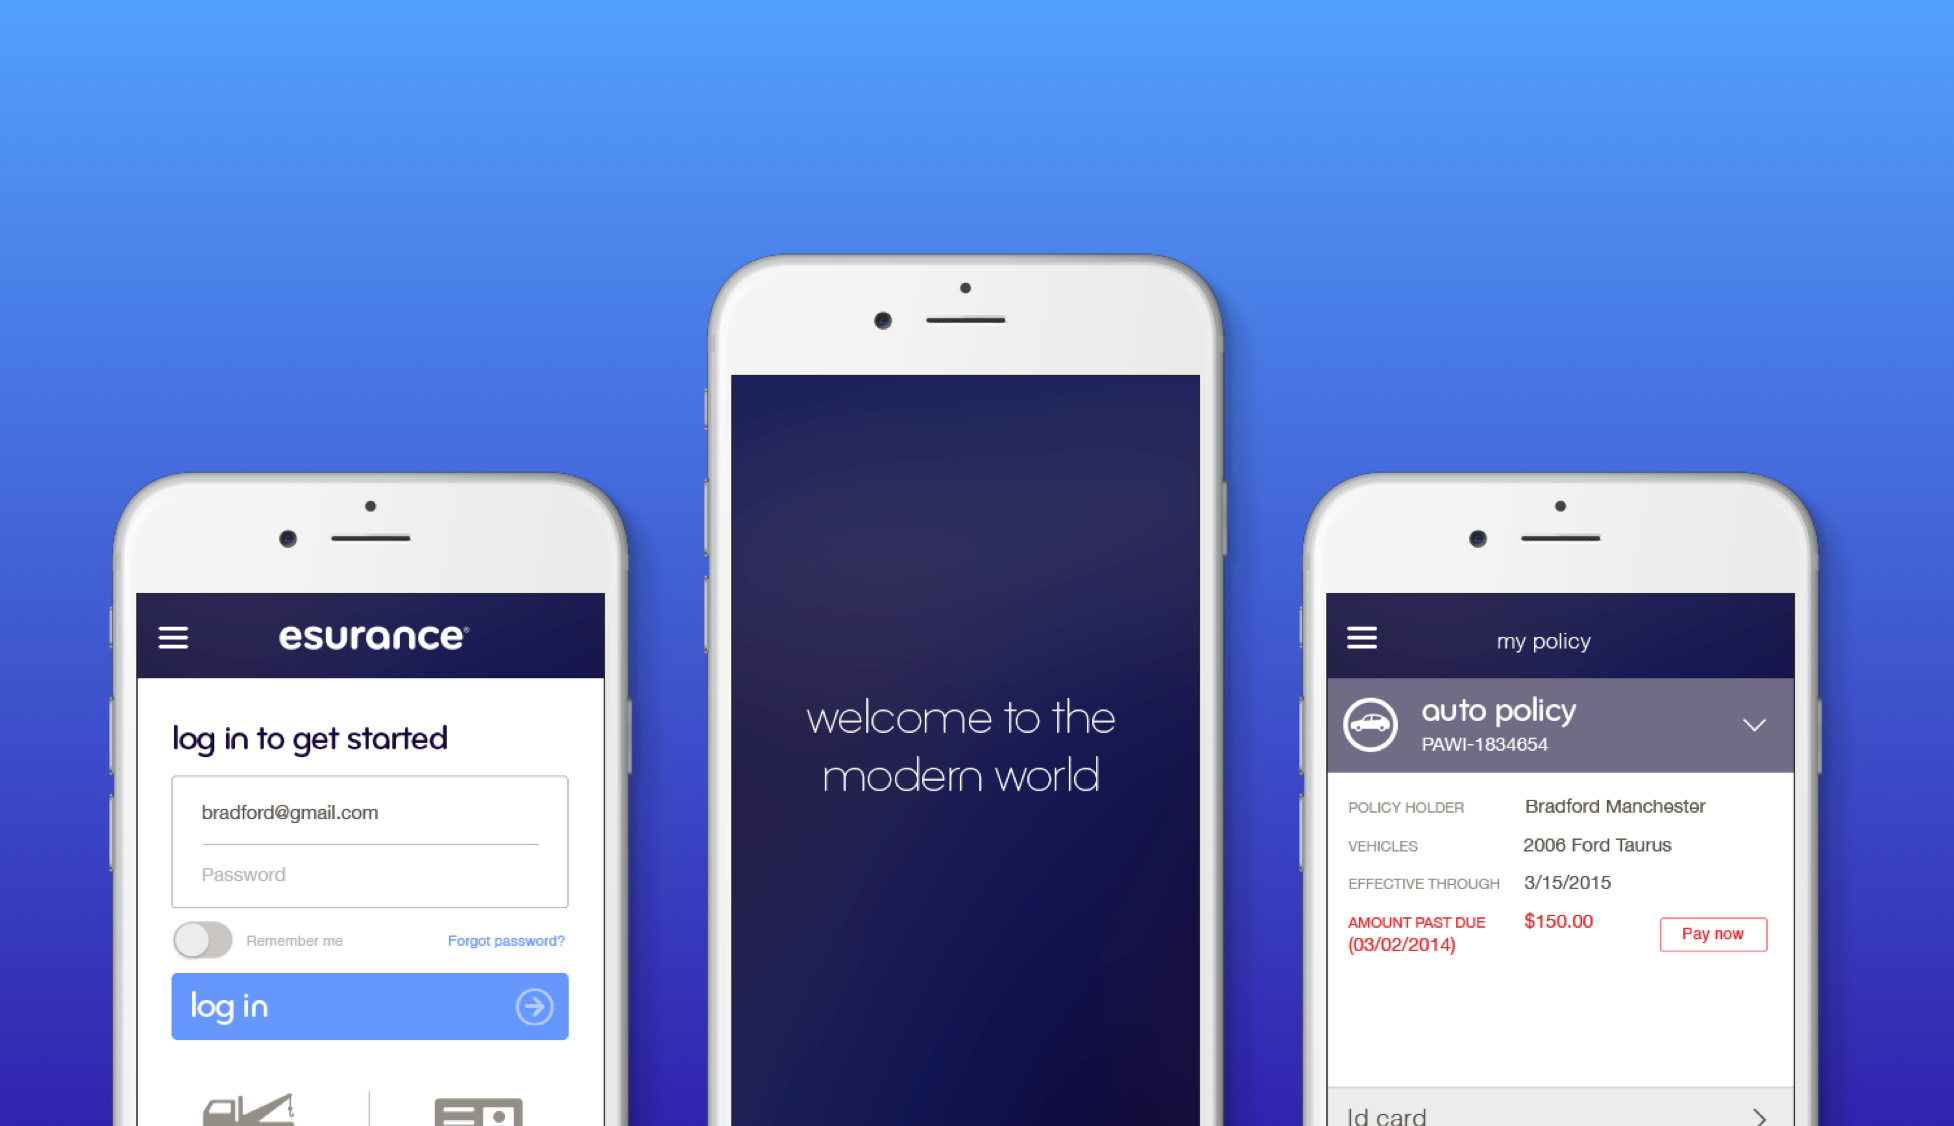 esurance®
log in to get started
bradford@gmail.com
Password
Remember me
Forgot password?
log in
welcome to the
modern world
my policy
auto policy
PAWI-1834654
POLICY HOLDER Bradford Manchester
VEHICLES 2006 Ford Taurus
EFFECTIVE THROUGH 3/15/2015
AMOUNT PAST DUE $150.00
(03/02/2014)
Pay now
Id card